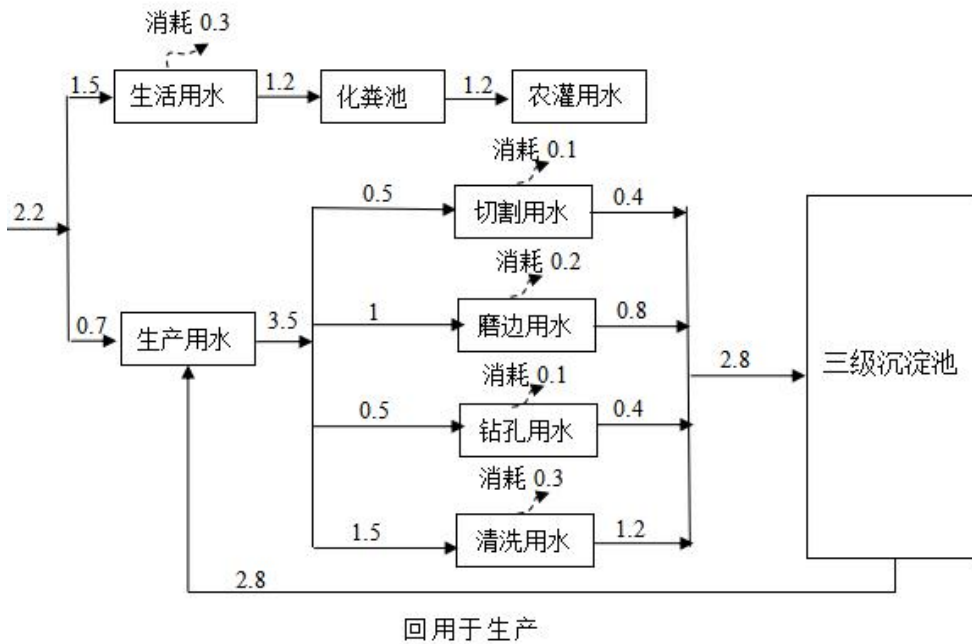 消耗 0.3
1.5
生活用水
1.2
化粪池
1.2
农灌用水
消耗 0.1
0.5
切割用水
0.4
2.2
消耗 0.2
0.7
生产用水
3.5
1
磨边用水
0.8
2.8
三级沉淀池
消耗 0.1
0.5
钻孔用水
0.4
消耗 0.3
1.5
清洗用水
1.2
2.8
回用于生产